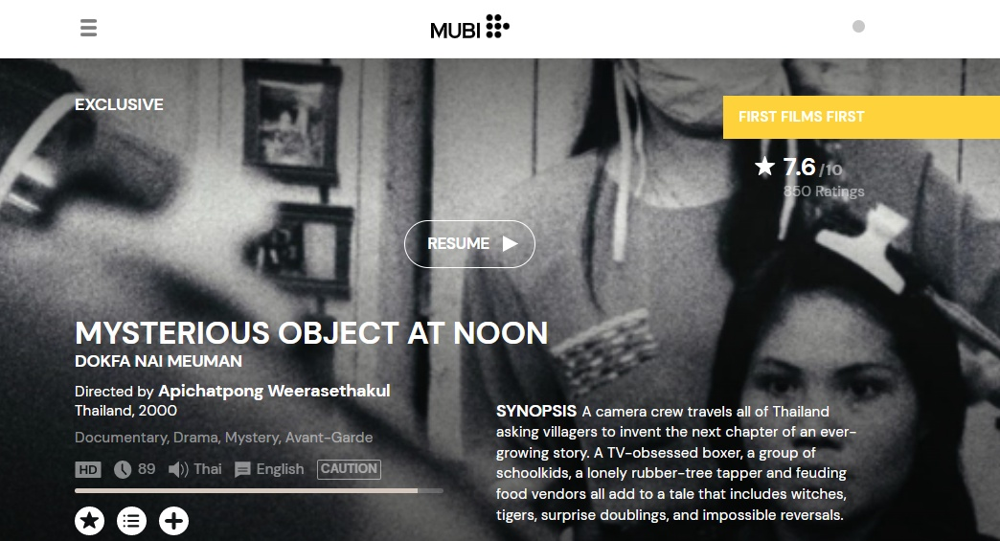 MUBI
EXCLUSIVE
FIRST FILMS FIRST
7.6 /10
850 Ratings
RESUME
MYSTERIOUS OBJECT AT NOON
DOKFA NAI MEUMAN
Directed by Apichatpong Weerasethakul
Thailand, 2000
Documentary, Drama, Mystery, Avant-Garde
HD 89 Thai English CAUTION
SYNOPSIS A camera crew travels all of Thailand
asking villagers to invent the next chapter of an ever-
growing story. A TV-obsessed boxer, a group of
schoolkids, a lonely rubber-tree tapper and feuding
food vendors all add to a tale that includes witches,
tigers, surprise doublings, and impossible reversals.